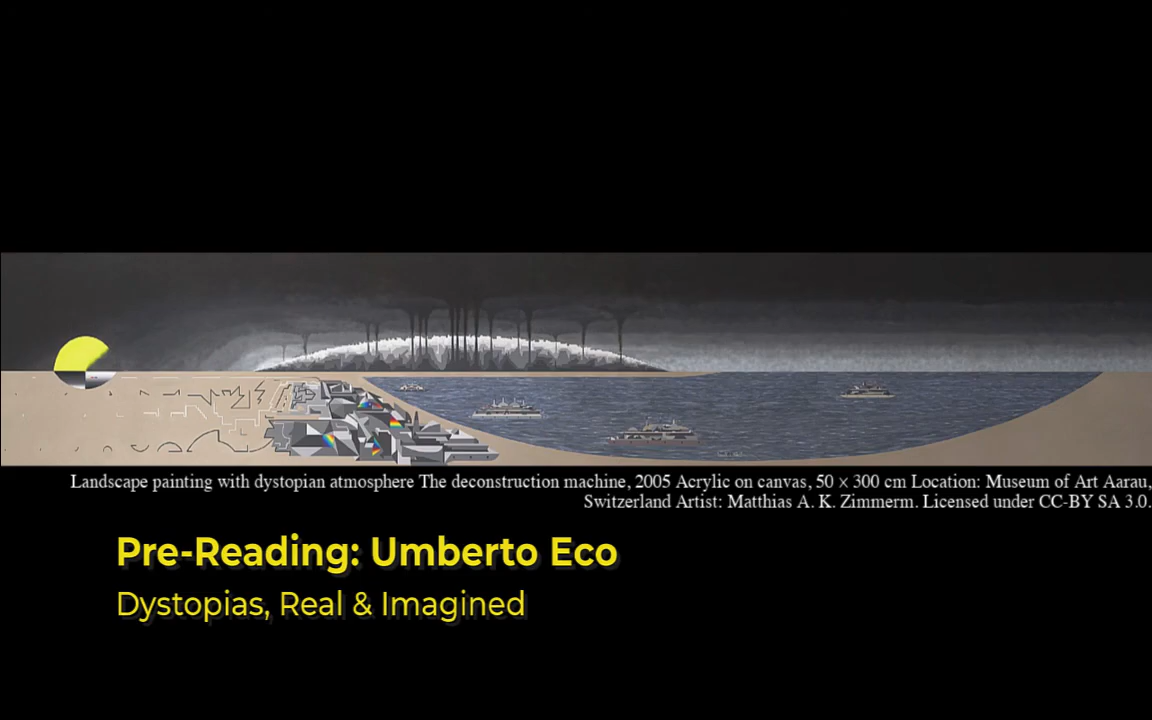 Landscape painting with dystopian atmosphere The deconstruction machine, 2005 Acrylic on canvas, 50 × 300 cm Location: Museum of Art Aarau,
Switzerland Artist: Matthias A. K. Zimmerm. Licensed under CC-BY SA 3.0.
Pre-Reading: Umberto Eco
Dystopias, Real & Imagined